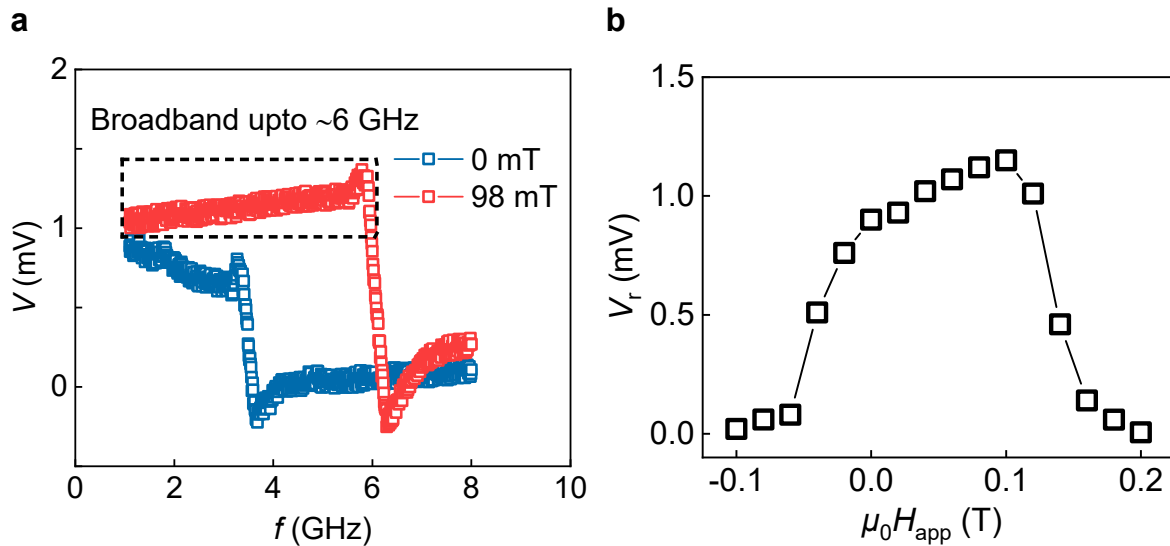 a
2
Broadband upto ~6 GHz
0 mT
98 mT
1
0
V (mV)
0 2 4 6 8 10
f (GHz)
b
1.5
1.0
0.5
0.0
Vr (mV)
-0.1 0.0 0.1 0.2
μ0Happ (T)